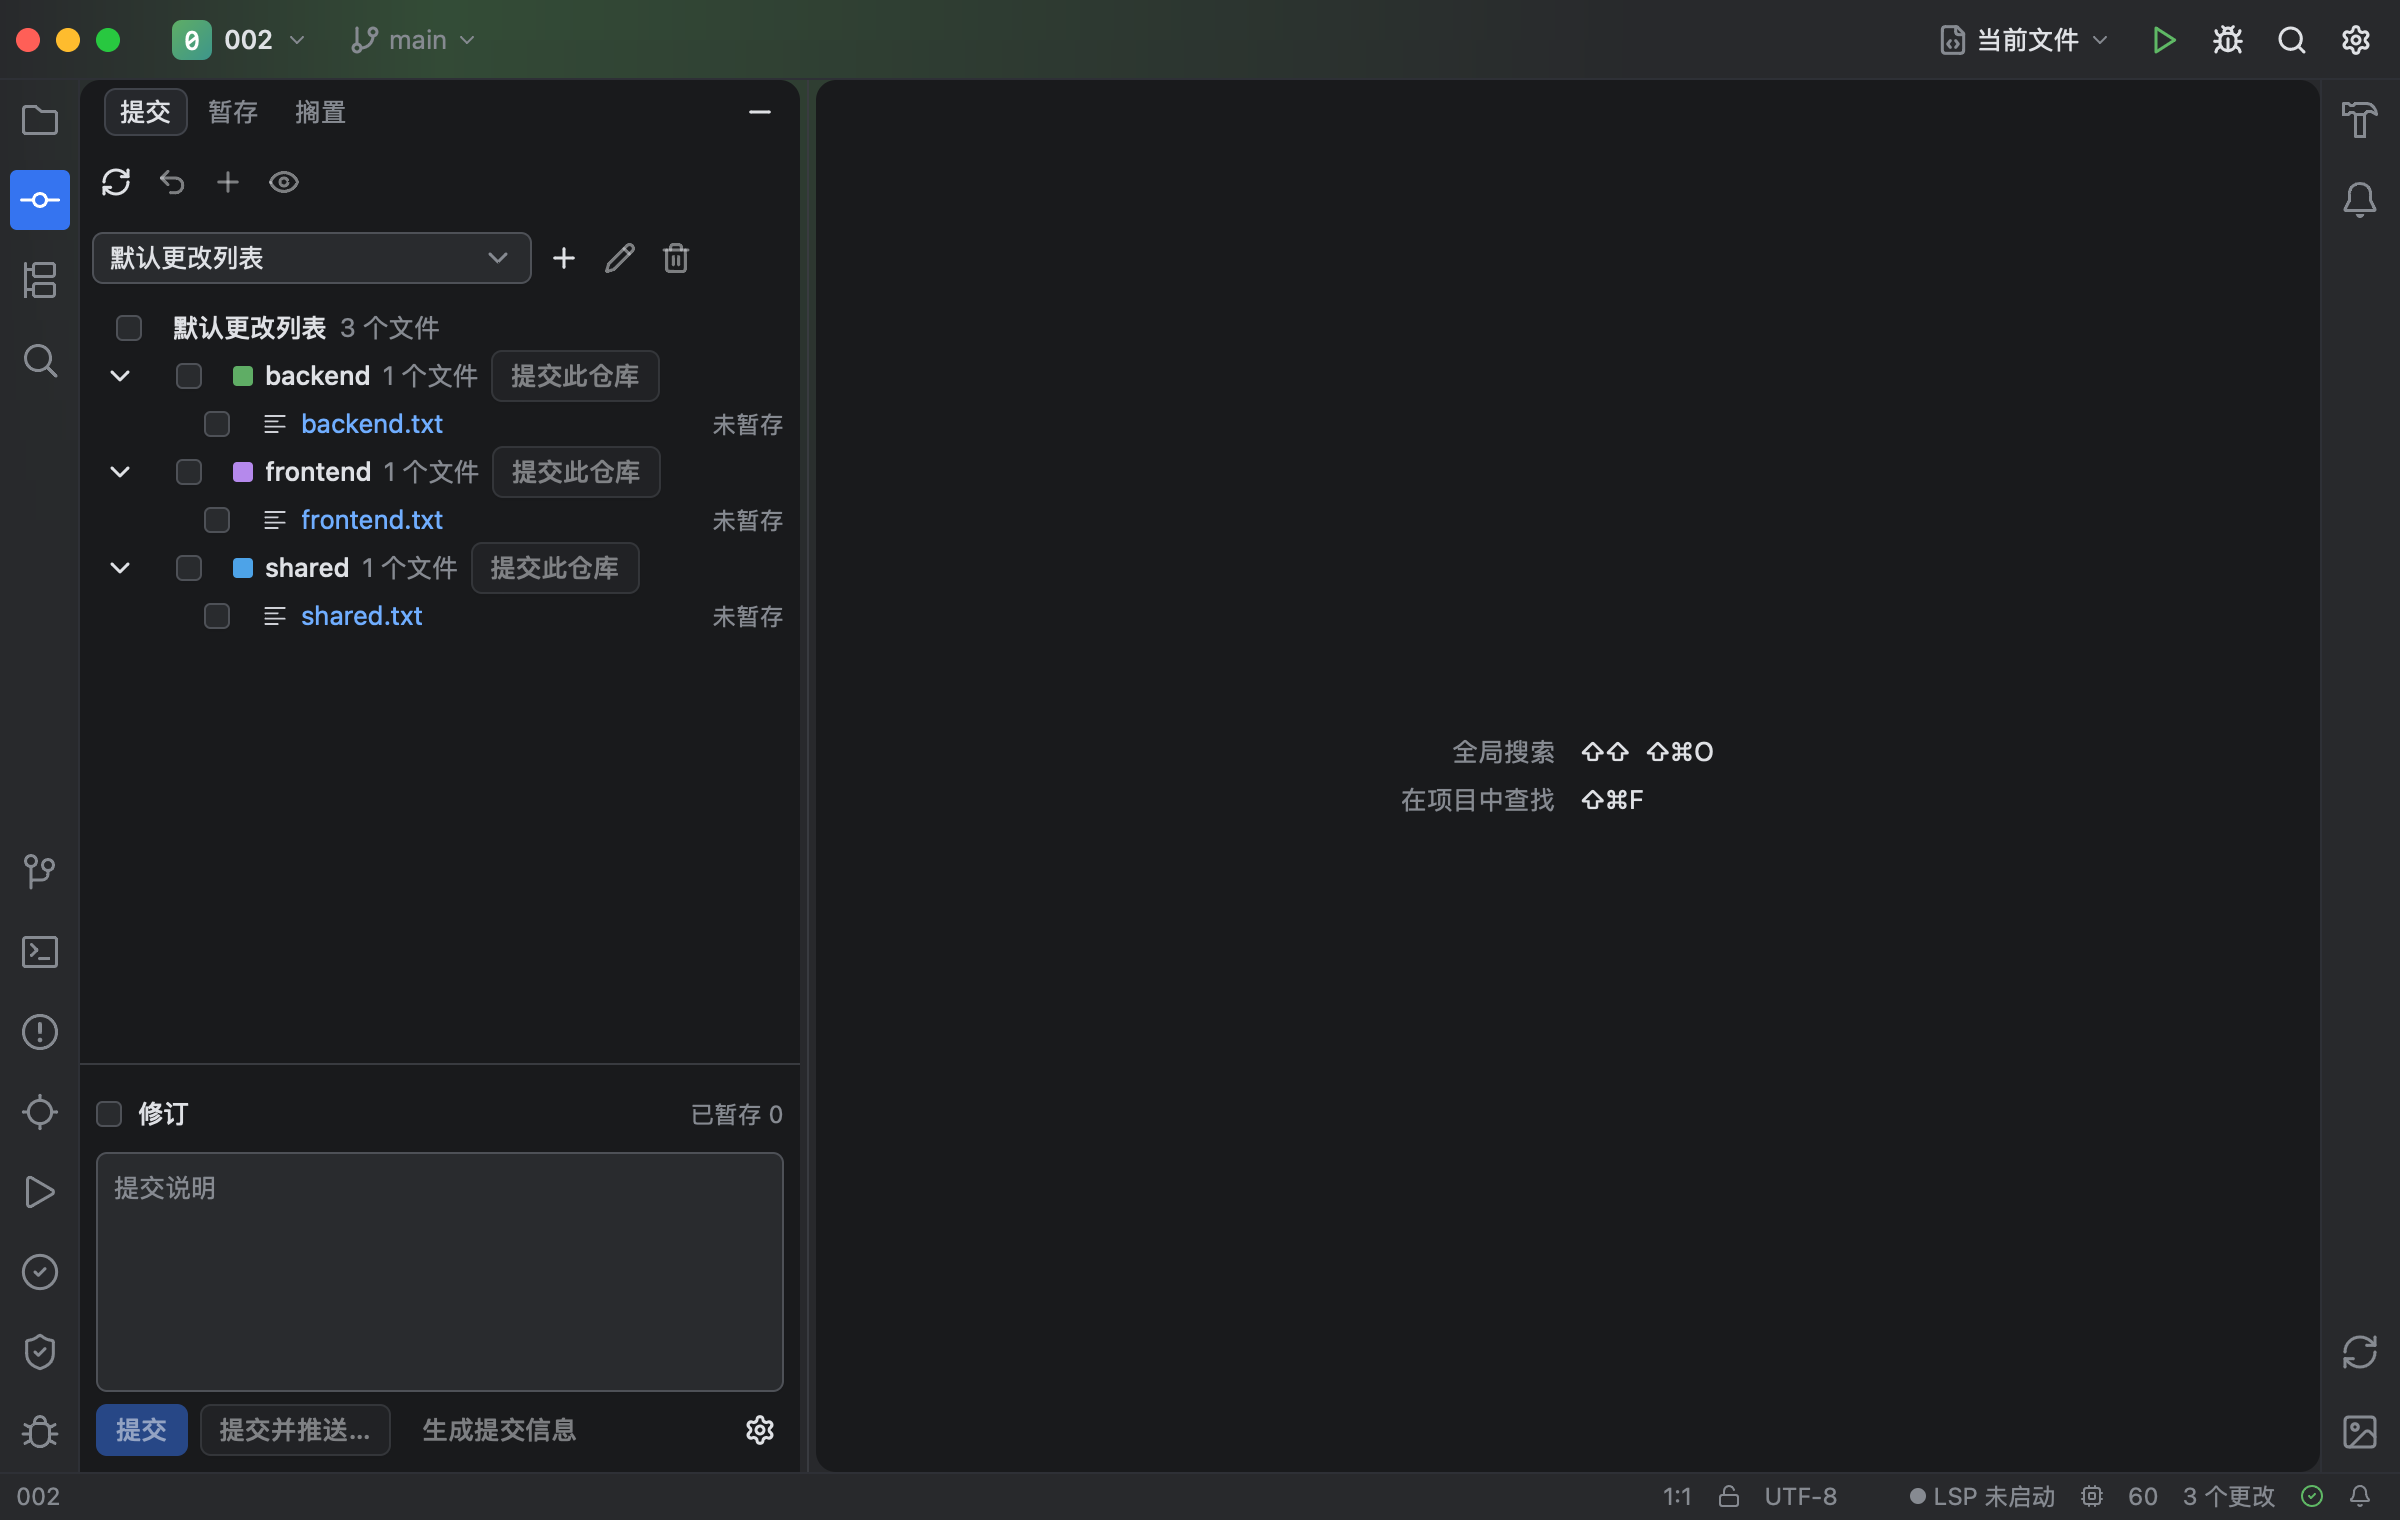 0 002 main 当前文件
提交 暂存 搁置
默认更改列表
默认更改列表 3 个文件
backend 1 个文件 提交此仓库
backend.txt 未暂存
frontend 1 个文件 提交此仓库
frontend.txt 未暂存
shared 1 个文件 提交此仓库
shared.txt 未暂存
全局搜索 ⇧⇧ ⇧⌘O
在项目中查找 ⇧⌘F
修订 已暂存 0
提交说明
提交 提交并推送... 生成提交信息
002 1:1 UTF-8 LSP 未启动 60 3 个更改